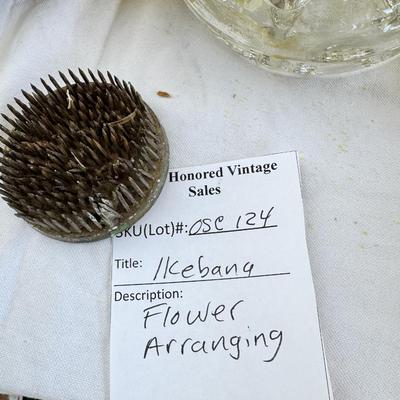 Honored Vintage
Sales
SKU(Lot)#: OSC 124
Title: Ikebana
Description:
Flower
Arranging